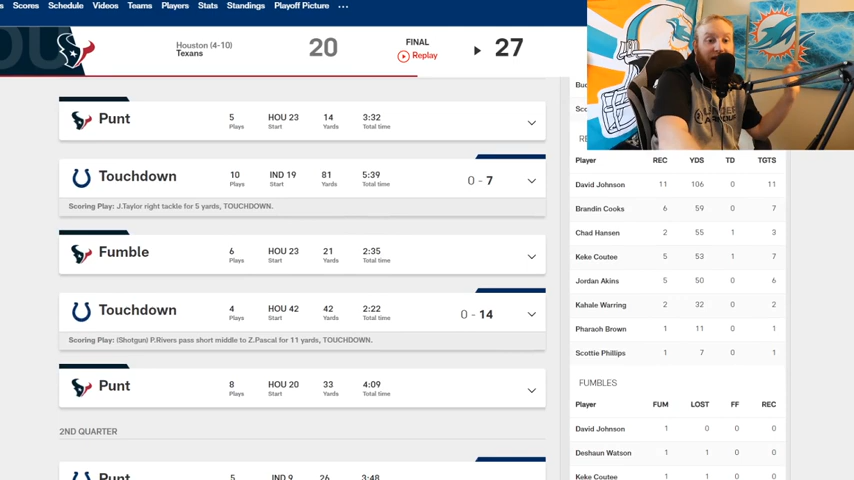 Scores Schedule Videos Teams Players Stats Standings Playoff Picture ...
Houston (4-10)
Texans
20
FINAL
Replay
27
Punt 5 HOU 23 14 3:32
Plays Start Yards Total time
Touchdown 10 IND 19 81 5:39 0 - 7
Plays Start Yards Total time
Scoring Play: J.Taylor right tackle for 5 yards, TOUCHDOWN.
Fumble 6 HOU 23 21 2:35
Plays Start Yards Total time
Touchdown 4 HOU 42 42 2:22 0 - 14
Plays Start Yards Total time
Scoring Play: (Shotgun) P.Rivers pass short middle to Z.Pascal for 11 yards, TOUCHDOWN.
Punt 8 HOU 20 33 4:09
Plays Start Yards Total time
2ND QUARTER
Punt 5 IND 9 26 3:48
Player REC YDS TD TGTS
David Johnson 11 106 0 11
Brandin Cooks 6 59 0 7
Chad Hansen 2 55 1 3
Keke Coutee 5 53 1 7
Jordan Akins 5 50 0 6
Kahale Warring 2 32 0 2
Pharaoh Brown 1 11 0 1
Scottie Phillips 1 7 0 1
FUMBLES
Player FUM LOST FF REC
David Johnson 1 0 0 0
Deshaun Watson 1 1 0 0
Keke Coutee 1 1 0 0